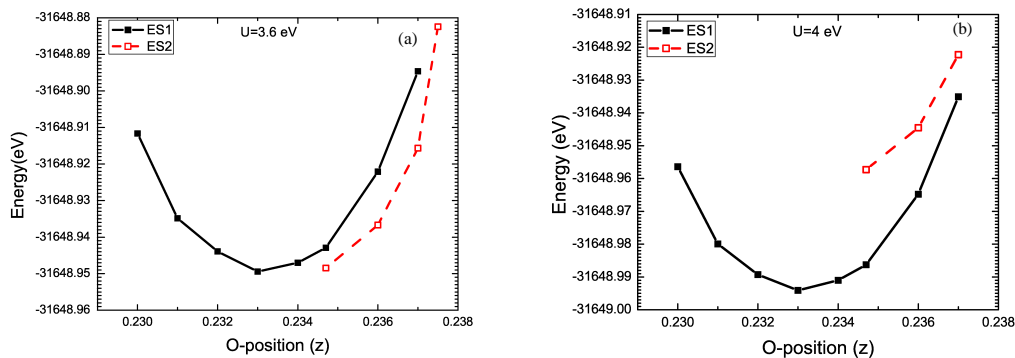 ES1
ES2
U=3.6 eV
(a)
-31648.88
-31648.89
-31648.90
-31648.91
-31648.92
-31648.93
-31648.94
-31648.95
-31648.96
Energy(eV)
0.230
0.232
0.234
0.236
0.238
O-position (z)
ES1
ES2
U=4 eV
(b)
-31648.91
-31648.92
-31648.93
-31648.94
-31648.95
-31648.96
-31648.97
-31648.98
-31648.99
-31649.00
Energy (eV)
0.230
0.232
0.234
0.236
0.238
O-position (z)